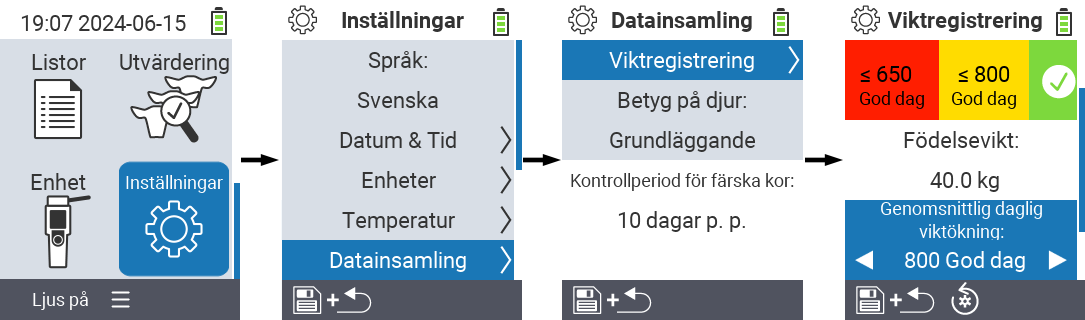 19:07 2024-06-15
Listor
Utvärdering
Enhet
Inställningar
Ljus på
Inställningar
Språk:
Svenska
Datum & Tid
Enheter
Temperatur
Datainsamling
+
Datainsamling
Viktregistrering
Betyg på djur:
Grundläggande
Kontrollperiod för färska kor:
10 dagar p. p.
+
Viktregistrering
≤ 650
God dag
≤ 800
God dag
Födelsevikt:
40.0 kg
Genomsnittlig daglig
viktökning:
800 God dag
+